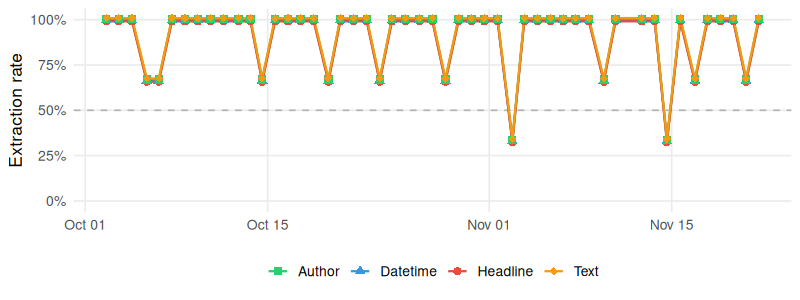 100%
75%
Extraction rate
50%
25%
0%
Oct 01 Oct 15 Nov 01 Nov 15
Author Datetime Headline Text